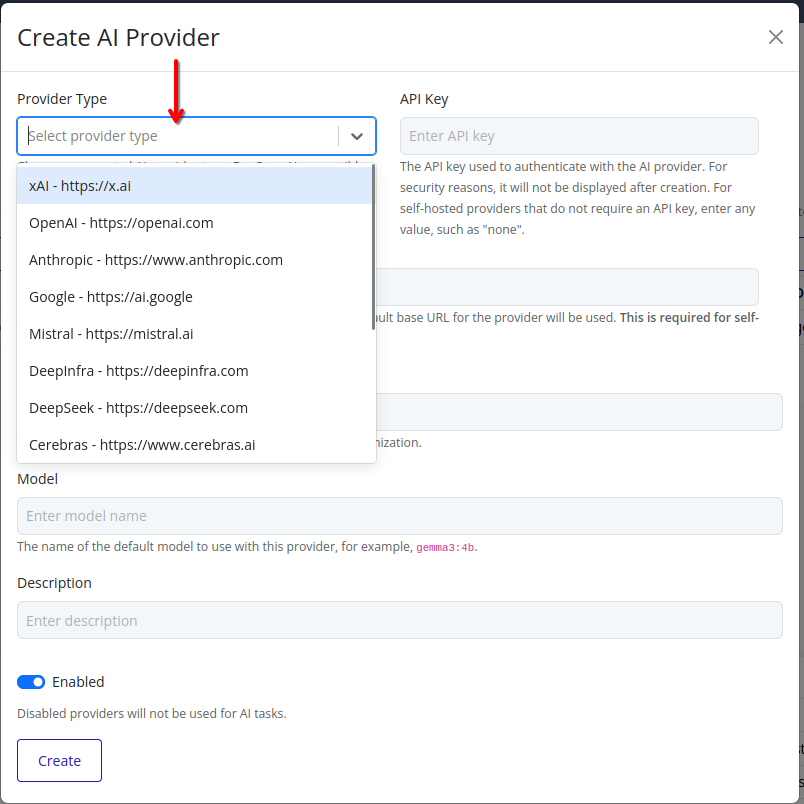 Create AI Provider
Provider Type
API Key
Select provider type
Enter API key
The API key used to authenticate with the AI provider. For
security reasons, it will not be displayed after creation. For
self-hosted providers that do not require an API key, enter any
value, such as "none".
xAI - https://x.ai
OpenAI - https://openai.com
Anthropic - https://www.anthropic.com
Google - https://ai.google
Mistral - https://mistral.ai
DeepInfra - https://deepinfra.com
DeepSeek - https://deepseek.com
Cerebras - https://www.cerebras.ai
base URL for the provider will be used. This is required for self-
Model
Enter model name
The name of the default model to use with this provider, for example, gemma3:4b.
Description
Enter description
Enabled
Disabled providers will not be used for AI tasks.
Create